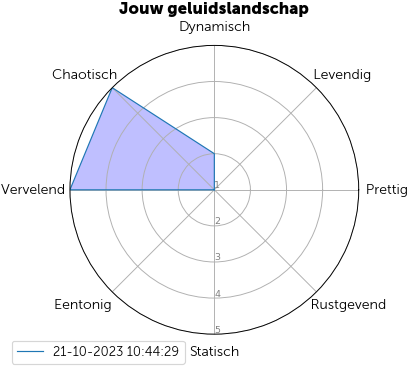 Jouw geluidslandschap
Dynamisch
Chaotisch
Levendig
Vervelend
Prettig
1
2
3
4
5
Eentonig
Rustgevend
Statisch
21-10-2023 10:44:29